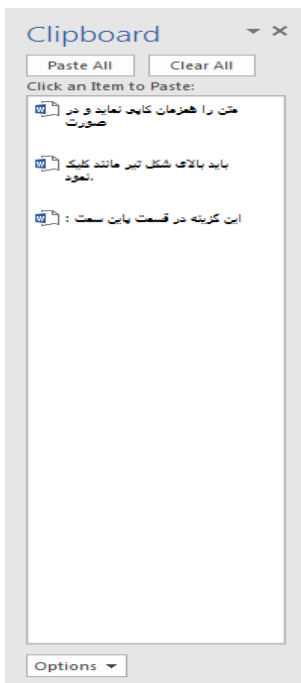 Clipboard
Paste All
Clear All
Click an Item to Paste:
متن را همزمان کاپی نماید و در
صورت
باید بالای شکل تیر مانند کلیک
نمود.
این گزینه در قسمت پاین سمت :
Options